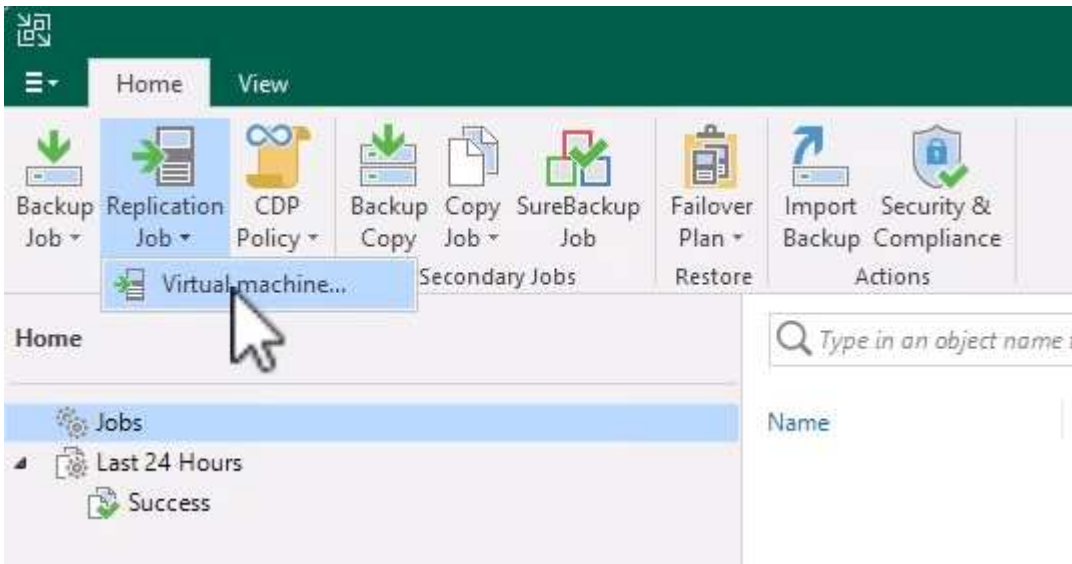 Home View
Backup Job
Replication Job
CDP Policy
Backup Copy
Copy Job
SureBackup Job
Failover Plan
Import Backup
Security & Compliance
Virtual machine...
Secondary Jobs
Restore
Actions
Home
Type in an object name
Jobs
Name
Last 24 Hours
Success